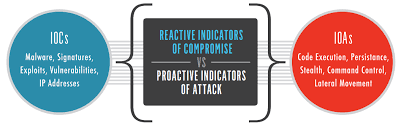 IOCs
Malware, Signatures,
Exploits, Vulnerabilities,
IP Addresses
REACTIVE INDICATORS
OF COMPROMISE
VS
PROACTIVE INDICATORS
OF ATTACK
IOAs
Code Execution, Persistance,
Stealth, Command Control,
Lateral Movement